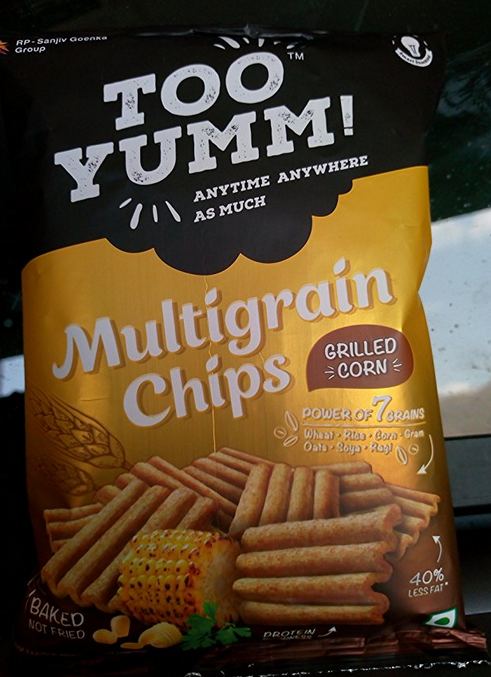 RP-Sanjiv Goenka
Group
TOO
YUMM!
TM
ANYTIME ANYWHERE
AS MUCH
Multigrain
Chips
GRILLED
CORN
POWER OF 7 GRAINS
Wheat - Rice - Corn - Gram
Oats - Soya - Ragi
40%
LESS FAT*
BAKED
NOT FRIED
PROTEIN